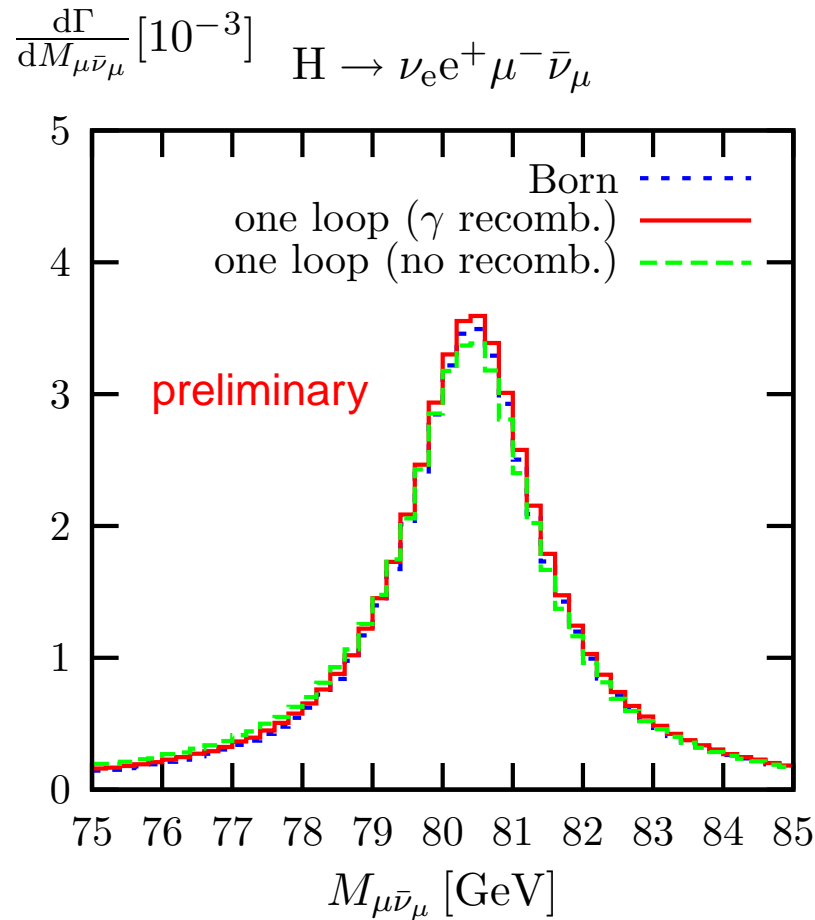 dΓ/dM_{μν̄_μ} [10⁻³]
H → ν_e e⁺ μ⁻ ν̄_μ
5
4
3
2
1
0
Born
one loop (γ recomb.)
one loop (no recomb.)
preliminary
75 76 77 78 79 80 81 82 83 84 85
M_{μν̄_μ} [GeV]